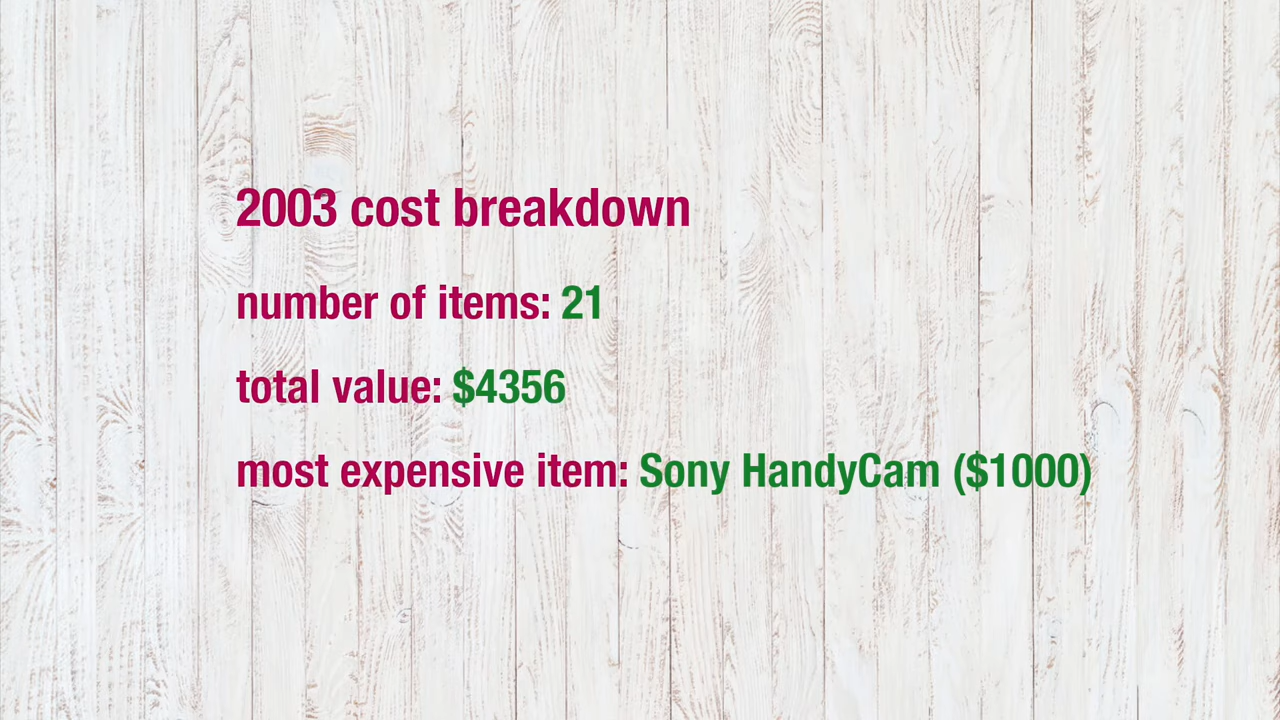 2003 cost breakdown
number of items: 21
total value: $4356
most expensive item: Sony HandyCam ($1000)